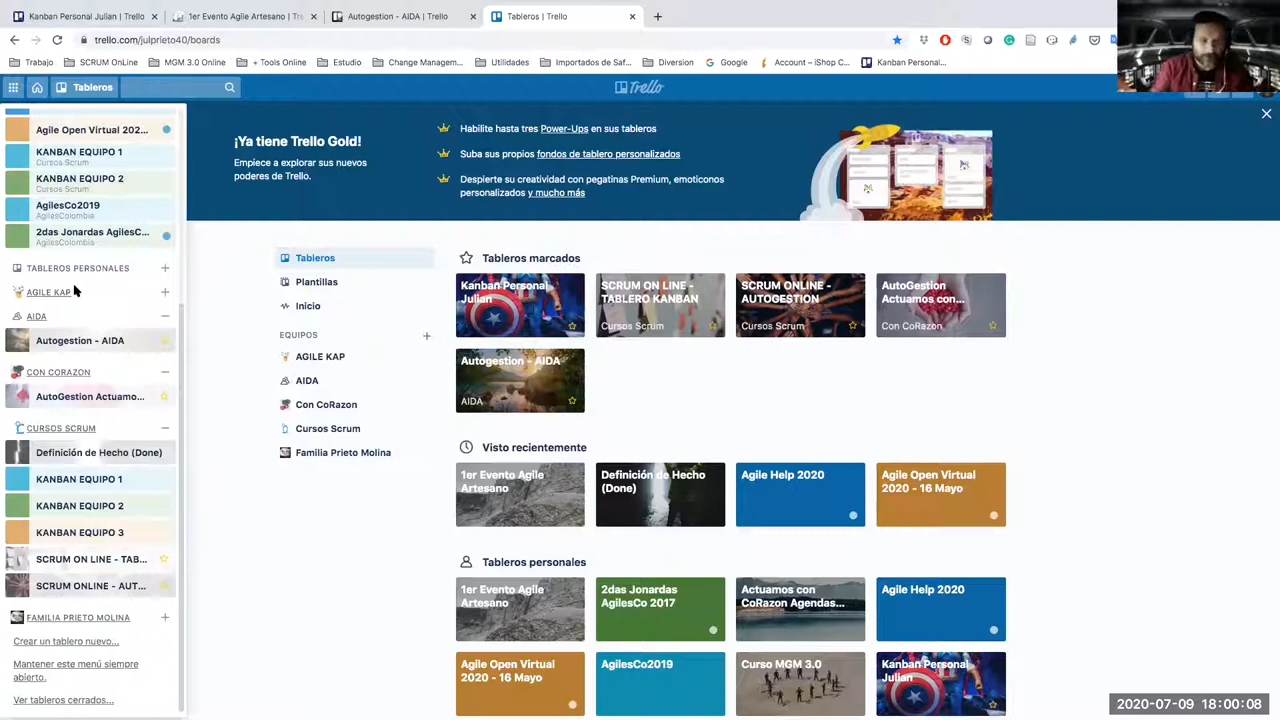 Kanban Personal Julian | Trello
1er Evento Agile Artesano | Tre
Autogestion - AIDA | Trello
Tableros | Trello
trello.com/julprieto40/boards
Trabajo
SCRUM OnLine
MGM 3.0 Online
+ Tools Online
Estudio
Change Managem...
Utilidades
Importados de Saf...
Diversion
Google
Account – iShop C...
Kanban Personal...
Tableros
Trello
Agile Open Virtual 202...
KANBAN EQUIPO 1
Cursos Scrum
KANBAN EQUIPO 2
Cursos Scrum
AgilesCo2019
AgilesColombia
2das Jonardas AgilesC...
AgilesColombia
TABLEROS PERSONALES
AGILE KAP
AIDA
Autogestion - AIDA
CON CORAZON
AutoGestion Actuamo...
CURSOS SCRUM
Definición de Hecho (Done)
KANBAN EQUIPO 1
KANBAN EQUIPO 2
KANBAN EQUIPO 3
SCRUM ON LINE - TAB...
SCRUM ONLINE - AUT...
FAMILIA PRIETO MOLINA
Crear un tablero nuevo...
Mantener este menú siempre
abierto.
Ver tableros cerrados...
¡Ya tiene Trello Gold!
Empiece a explorar sus nuevos
poderes de Trello.
Habilite hasta tres Power-Ups en sus tableros
Suba sus propios fondos de tablero personalizados
Despierte su creatividad con pegatinas Premium, emoticonos
personalizados y mucho más
Tableros
Plantillas
Inicio
EQUIPOS
AGILE KAP
AIDA
Con CoRazon
Cursos Scrum
Familia Prieto Molina
Tableros marcados
Kanban Personal
Julian
SCRUM ON LINE -
TABLERO KANBAN
Cursos Scrum
SCRUM ONLINE -
AUTOGESTION
Cursos Scrum
AutoGestion
Actuamos con...
Con CoRazon
Autogestion - AIDA
AIDA
Visto recientemente
1er Evento Agile
Artesano
Definición de Hecho
(Done)
Agile Help 2020
Agile Open Virtual
2020 - 16 Mayo
Tableros personales
1er Evento Agile
Artesano
2das Jonardas
AgilesCo 2017
Actuamos con
CoRazon Agendas...
Agile Help 2020
Agile Open Virtual
2020 - 16 Mayo
AgilesCo2019
Curso MGM 3.0
Kanban Personal
Julian
2020-07-09 18:00:08